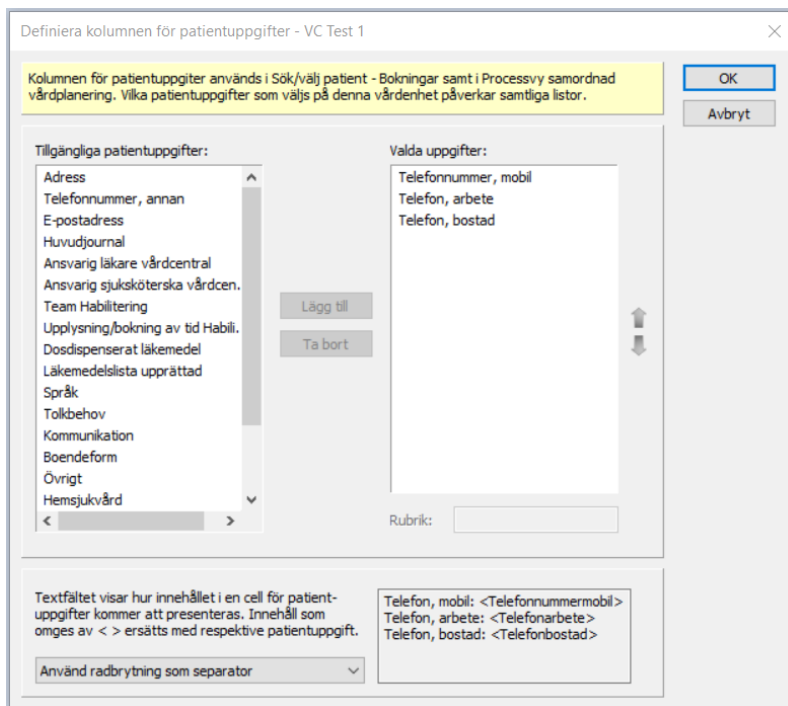 Definiera kolumnen för patientuppgifter - VC Test 1
Kolumnen för patientuppgiter används i Sök/välj patient - Bokningar samt i Processvy samordnad
vårdplanering. Vilka patientuppgifter som väljs på denna vårdenhet påverkar samtliga listor.
OK
Avbryt
Tillgängliga patientuppgifter:
Adress
Telefonnummer, annan
E-postadress
Huvudjournal
Ansvarig läkare vårdcentral
Ansvarig sjuksköterska vårdcen.
Team Habilitering
Upplysning/bokning av tid Habili.
Dosdispenserat läkemedel
Läkemedelslista upprättad
Språk
Tolkbehov
Kommunikation
Boendeform
Övrigt
Hemsjukvård
Lägg till
Ta bort
Valda uppgifter:
Telefonnummer, mobil
Telefon, arbete
Telefon, bostad
Rubrik:
Textfältet visar hur innehållet i en cell för patient-
uppgifter kommer att presenteras. Innehåll som
omges av < > ersätts med respektive patientuppgift.
Använd radbrytning som separator
Telefon, mobil: <Telefonnummermobil>
Telefon, arbete: <Telefonarbete>
Telefon, bostad: <Telefonbostad>